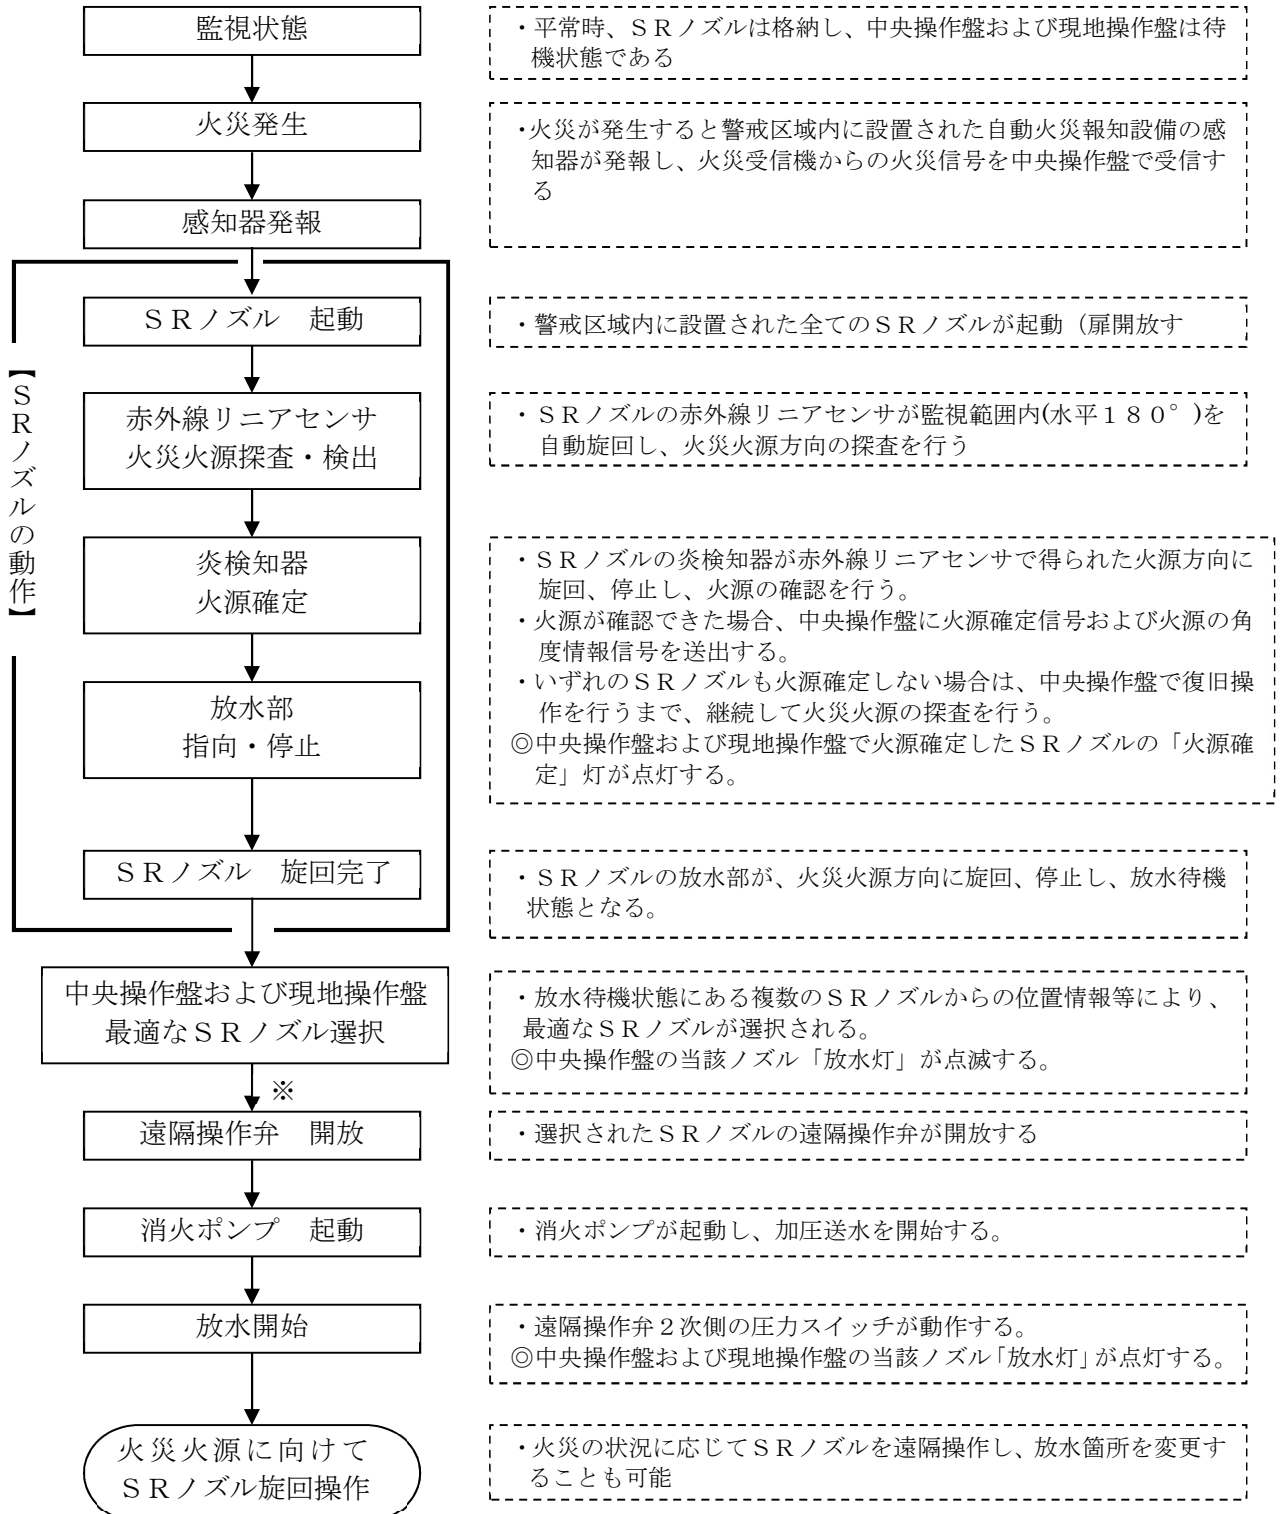 監視状態
・平常時、ＳＲノズルは格納し、中央操作盤および現地操作盤は待
機状態である
火災発生
・火災が発生すると警戒区域内に設置された自動火災報知設備の感
知器が発報し、火災受信機からの火災信号を中央操作盤で受信す
る
感知器発報
【ＳＲノズルの動作】
ＳＲノズル　起動
・警戒区域内に設置された全てのＳＲノズルが起動（扉開放す
赤外線リニアセンサ
火災火源探査・検出
・ＳＲノズルの赤外線リニアセンサが監視範囲内(水平１８０°)を
自動旋回し、火災火源方向の探査を行う
炎検知器
火源確定
・ＳＲノズルの炎検知器が赤外線リニアセンサで得られた火源方向に
旋回、停止し、火源の確認を行う。
・火源が確認できた場合、中央操作盤に火源確定信号および火源の角
度情報信号を送出する。
・いずれのＳＲノズルも火源確定しない場合は、中央操作盤で復旧操
作を行うまで、継続して火災火源の探査を行う。
◎中央操作盤および現地操作盤で火源確定したＳＲノズルの「火源確
定」灯が点灯する。
放水部
指向・停止
ＳＲノズル　旋回完了
・ＳＲノズルの放水部が、火災火源方向に旋回、停止し、放水待機
状態となる。
中央操作盤および現地操作盤
最適なＳＲノズル選択
・放水待機状態にある複数のＳＲノズルからの位置情報等により、
最適なＳＲノズルが選択される。
◎中央操作盤の当該ノズル「放水灯」が点滅する。
※
遠隔操作弁　開放
・選択されたＳＲノズルの遠隔操作弁が開放する
消火ポンプ　起動
・消火ポンプが起動し、加圧送水を開始する。
放水開始
・遠隔操作弁２次側の圧力スイッチが動作する。
◎中央操作盤および現地操作盤の当該ノズル「放水灯」が点灯する。
火災火源に向けて
ＳＲノズル旋回操作
・火災の状況に応じてＳＲノズルを遠隔操作し、放水箇所を変更す
ることも可能